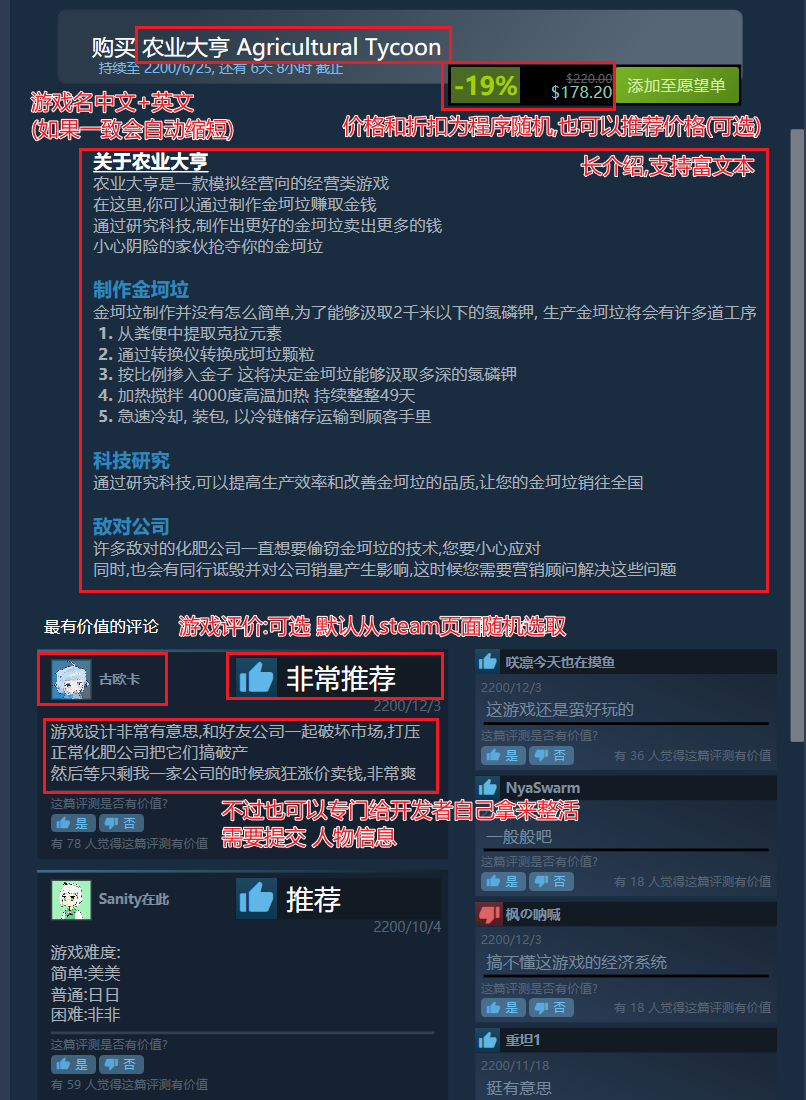 购买 农业大亨 Agricultural Tycoon
持续至 2200/6/25, 还有 6天 8小时 截止
-19%
$220.00
$178.20
添加至愿望单
游戏名中文+英文
(如果一致会自动缩短)
价格和折扣为程序随机,也可以推荐价格(可选)
关于农业大亨
长介绍,支持富文本
农业大亨是一款模拟经营向的经营类游戏
在这里,你可以通过制作金坷垃赚取金钱
通过研究科技,制作出更好的金坷垃卖出更多的钱
小心阴险的家伙抢夺你的金坷垃
制作金坷垃
金坷垃制作并没有怎么简单,为了能够汲取2千米以下的氮磷钾, 生产金坷垃将会有许多道工序
1. 从粪便中提取克拉元素
2. 通过转换仪转换成坷垃颗粒
3. 按比例掺入金子 这将决定金坷垃能够汲取多深的氮磷钾
4. 加热搅拌 4000度高温加热 持续整整49天
5. 急速冷却, 装包, 以冷链储存运输到顾客手里
科技研究
通过研究科技,可以提高生产效率和改善金坷垃的品质,让您的金坷垃销往全国
敌对公司
许多敌对的化肥公司一直想要偷窃金坷垃的技术,您要小心应对
同时,也会有同行诋毁并对公司销量产生影响,这时候您需要营销顾问解决这些问题
最有价值的评论
游戏评价:可选 默认从steam页面随机选取
古欧卡
非常推荐
2200/12/3
游戏设计非常有意思,和好友公司一起破坏市场,打压
正常化肥公司把它们搞破产
然后等只剩我一家公司的时候疯狂涨价卖钱,非常爽
这篇评测是否有价值?
是
否
有 78 人觉得这篇评测有价值
不过也可以专门给开发者自己拿来整活
需要提交 人物信息
Sanity在此
推荐
2200/10/4
游戏难度:
简单:美美
普通:日日
困难:非非
这篇评测是否有价值?
是
否
有 59 人觉得这篇评测有价值
咲凛今天也在摸鱼
2200/12/3
这游戏还是蛮好玩的
这篇评测是否有价值?
是
否
有 36 人觉得这篇评测有价值
NyaSwarm
一般般吧
这篇评测是否有价值?
是
否
有 18 人觉得这篇评测有价值
枫の呐喊
2200/12/3
搞不懂这游戏的经济系统
这篇评测是否有价值?
是
否
有 18 人觉得这篇评测有价值
重坦1
2200/11/18
挺有意思